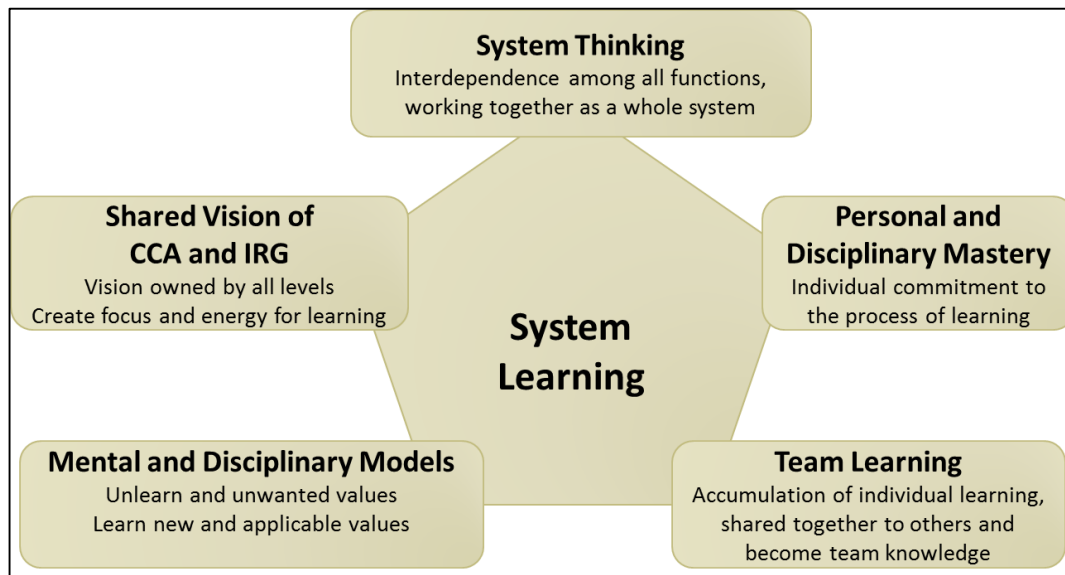 System Thinking
Interdependence among all functions,
working together as a whole system
Shared Vision of
CCA and IRG
Vision owned by all levels
Create focus and energy for learning
Personal and
Disciplinary Mastery
Individual commitment to
the process of learning
System
Learning
Mental and Disciplinary Models
Unlearn and unwanted values
Learn new and applicable values
Team Learning
Accumulation of individual learning,
shared together to others and
become team knowledge